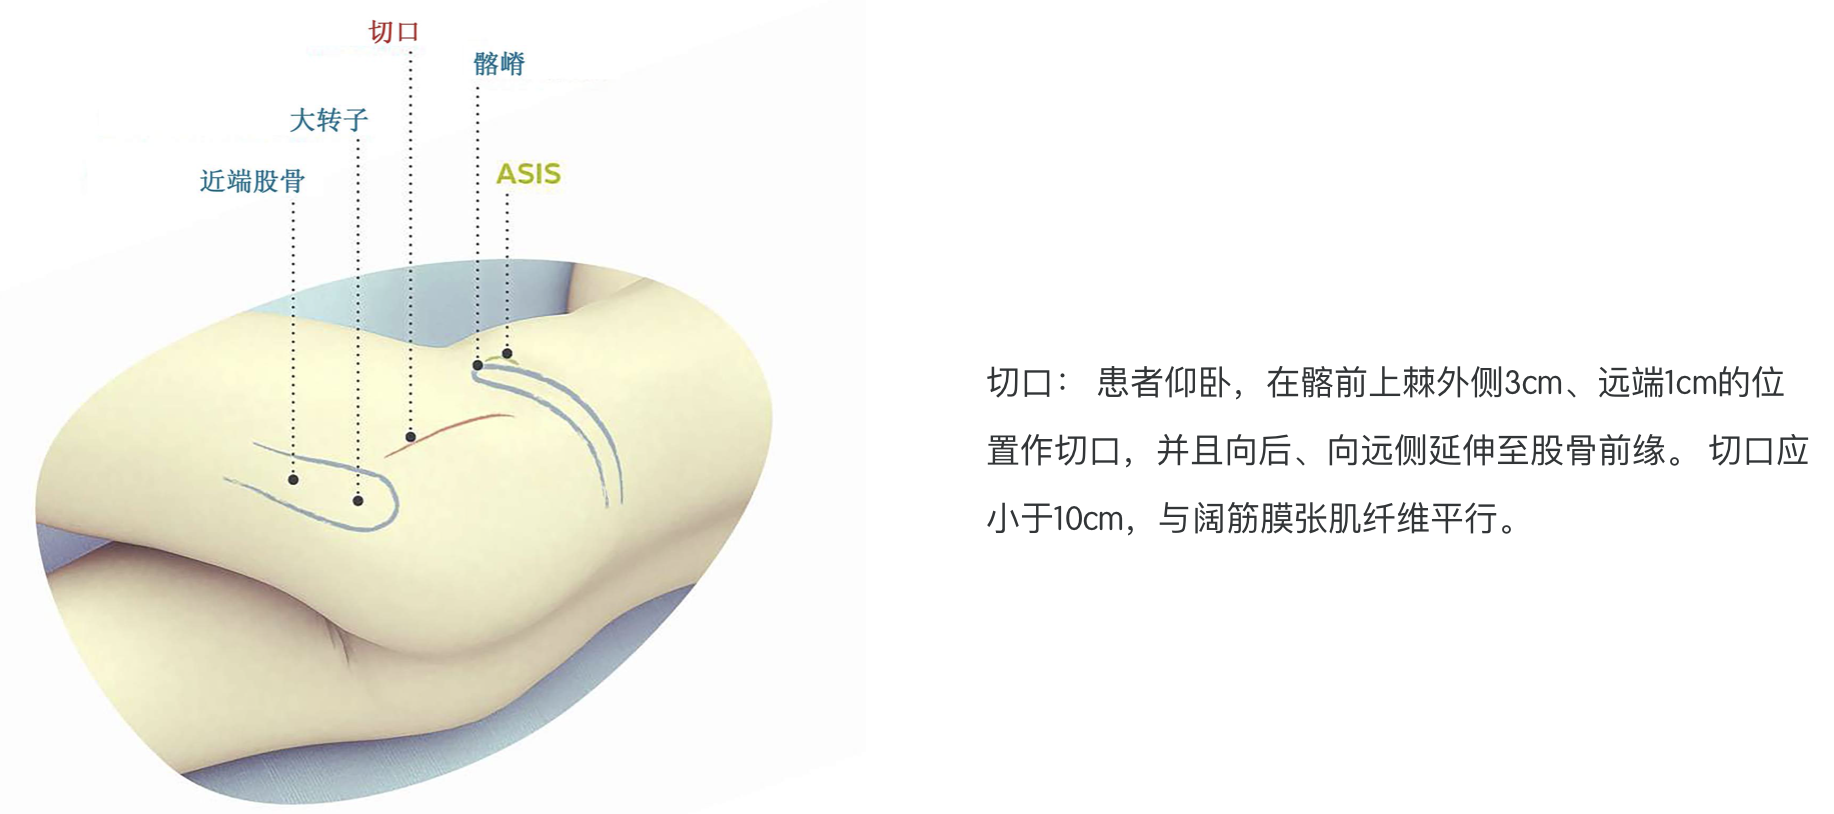 切口
髂嵴
大转子
ASIS
近端股骨
切口： 患者仰卧，在髂前上棘外侧3cm、远端1cm的位
置作切口，并且向后、向远侧延伸至股骨前缘。 切口应
小于10cm，与阔筋膜张肌纤维平行。